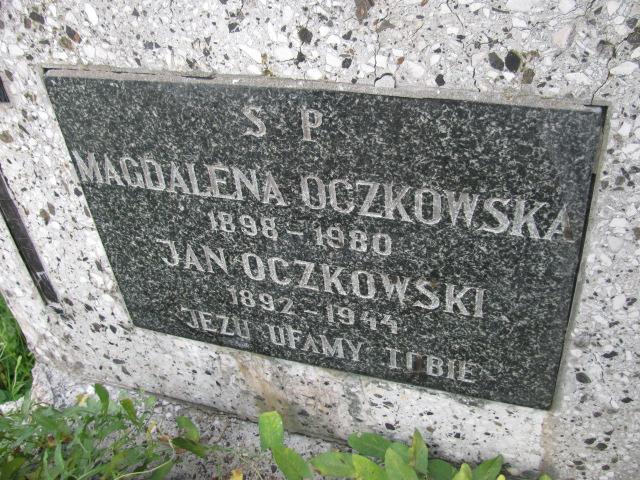 S P
MAGDALENA OCZKOWSKA
1898 - 1980
JAN OCZKOWSKI
1892 - 1944
JEZU UFAMY TOBIE